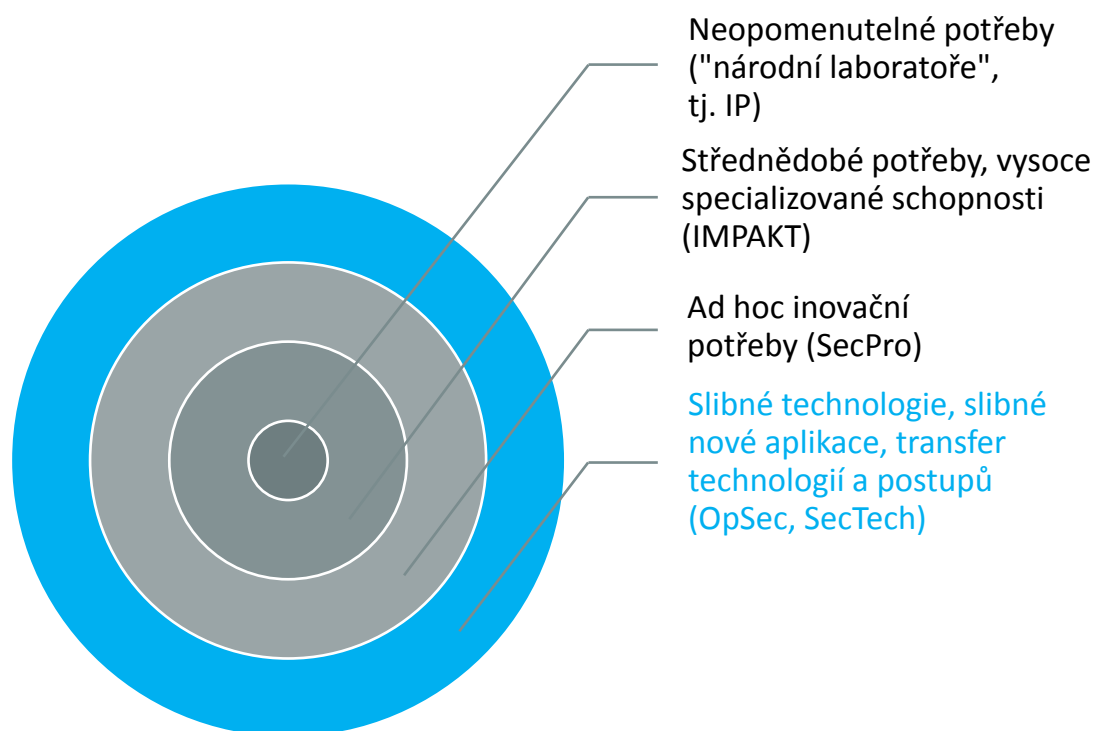 Neopomenutelné potřeby
("národní laboratoře",
tj. IP)
Střednědobé potřeby, vysoce
specializované schopnosti
(IMPAKT)
Ad hoc inovační
potřeby (SecPro)
Slibné technologie, slibné
nové aplikace, transfer
technologií a postupů
(OpSec, SecTech)